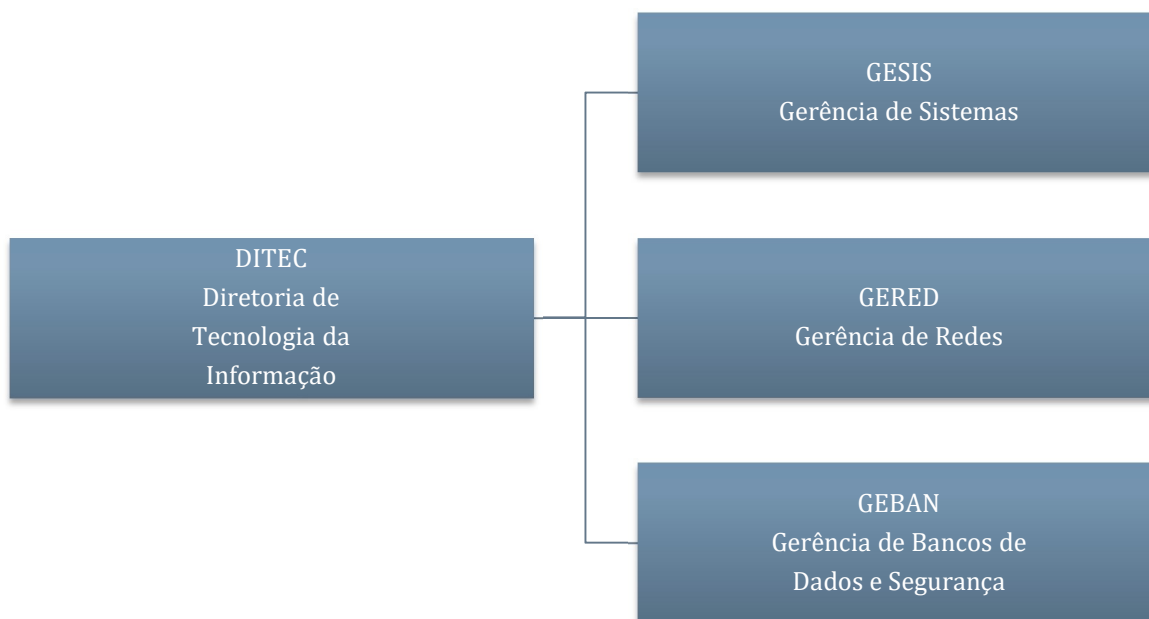 GESIS
Gerência de Sistemas
DITEC
Diretoria de
Tecnologia da
Informação
GERED
Gerência de Redes
GEBAN
Gerência de Bancos de
Dados e Segurança